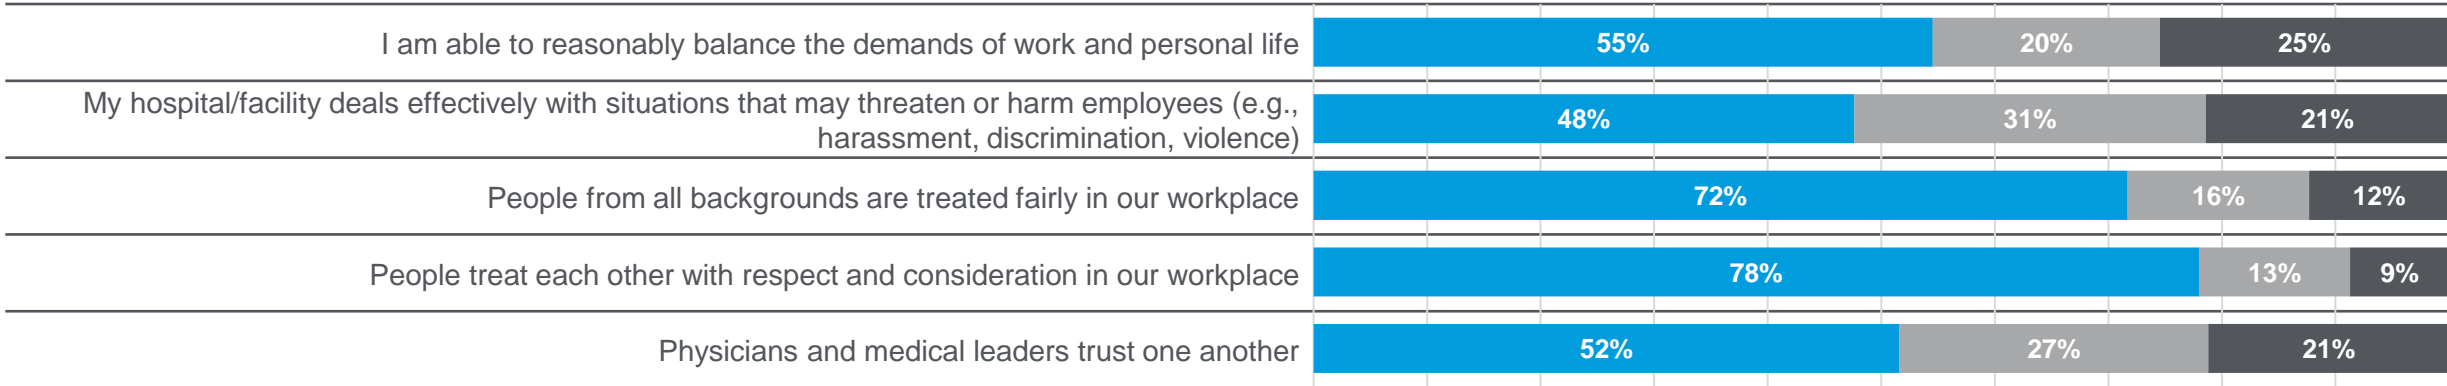 I am able to reasonably balance the demands of work and personal life
55% 20% 25%
My hospital/facility deals effectively with situations that may threaten or harm employees (e.g.,
harassment, discrimination, violence)
48% 31% 21%
People from all backgrounds are treated fairly in our workplace
72% 16% 12%
People treat each other with respect and consideration in our workplace
78% 13% 9%
Physicians and medical leaders trust one another
52% 27% 21%